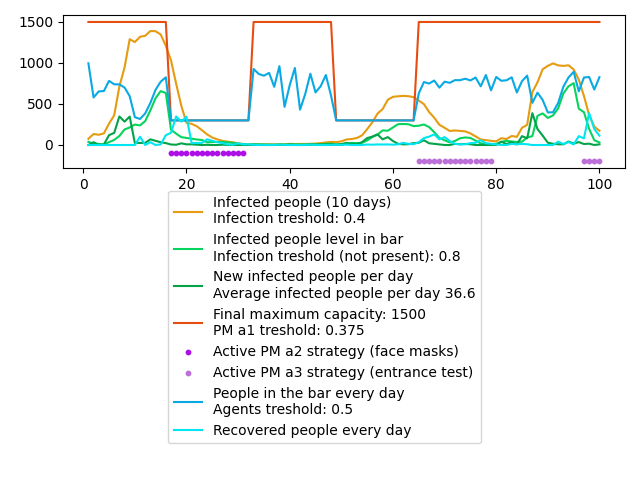 1500
1000
500
0
0
20
40
60
80
100
Infected people (10 days)
Infection treshold: 0.4
Infected people level in bar
Infection treshold (not present): 0.8
New infected people per day
Average infected people per day 36.6
Final maximum capacity: 1500
PM a1 treshold: 0.375
Active PM a2 strategy (face masks)
Active PM a3 strategy (entrance test)
People in the bar every day
Agents treshold: 0.5
Recovered people every day